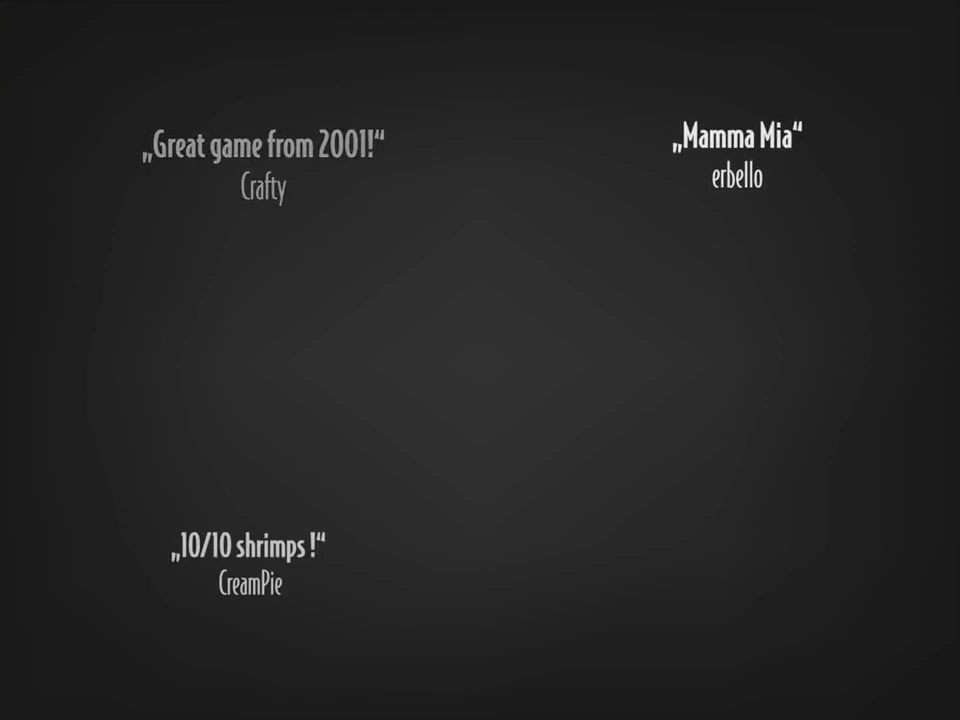 „Great game from 2001!“
Crafty
„Mamma Mia“
erbello
„10/10 shrimps !“
CreamPie